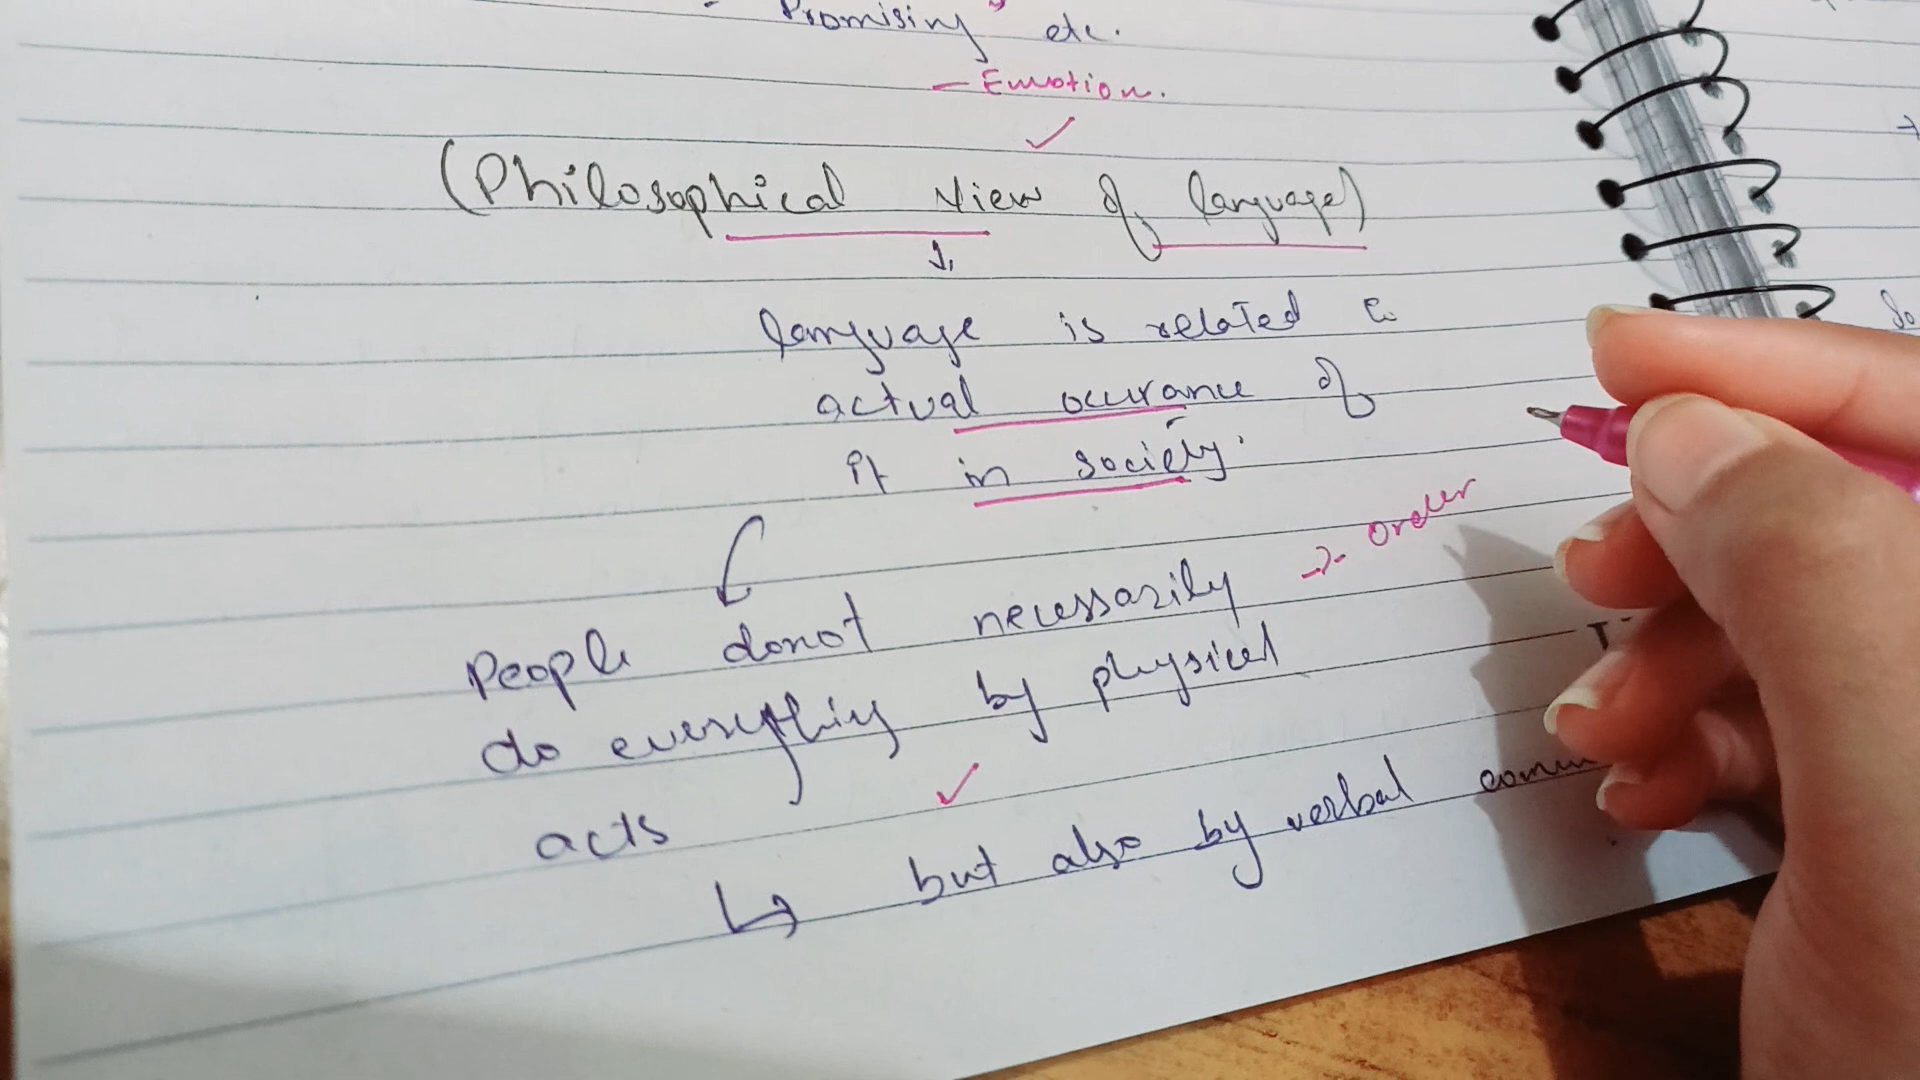 - Promising etc.
- Emotion.
(Philosophical view of language)
language is related to
actual occurance of
it in society.
People donot necessarily → order
do everything by physical
acts
↳ but also by verbal